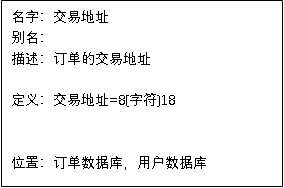 名字：交易地址
别名：
描述：订单的交易地址
定义：交易地址=8{字符}18
位置：订单数据库，用户数据库